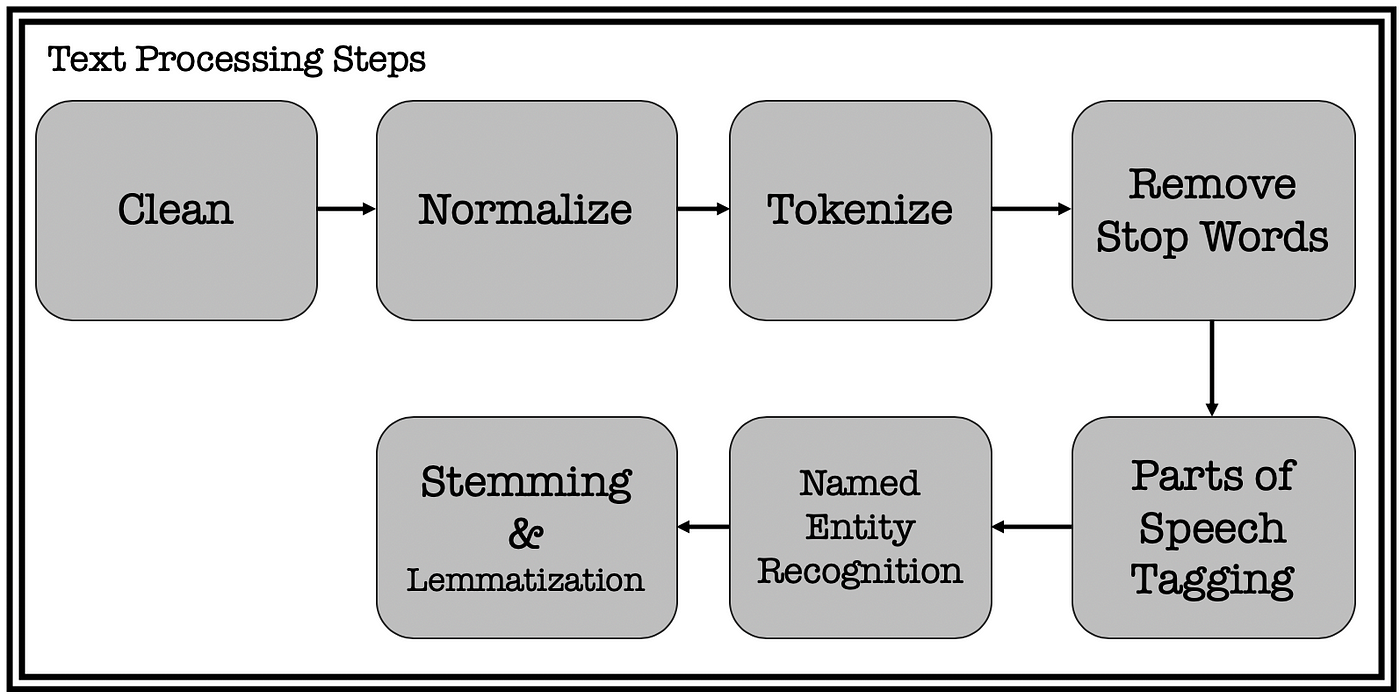 Text Processing Steps
Clean
Normalize
Tokenize
Remove
Stop Words
Parts of
Speech
Tagging
Named
Entity
Recognition
Stemming
&
Lemmatization